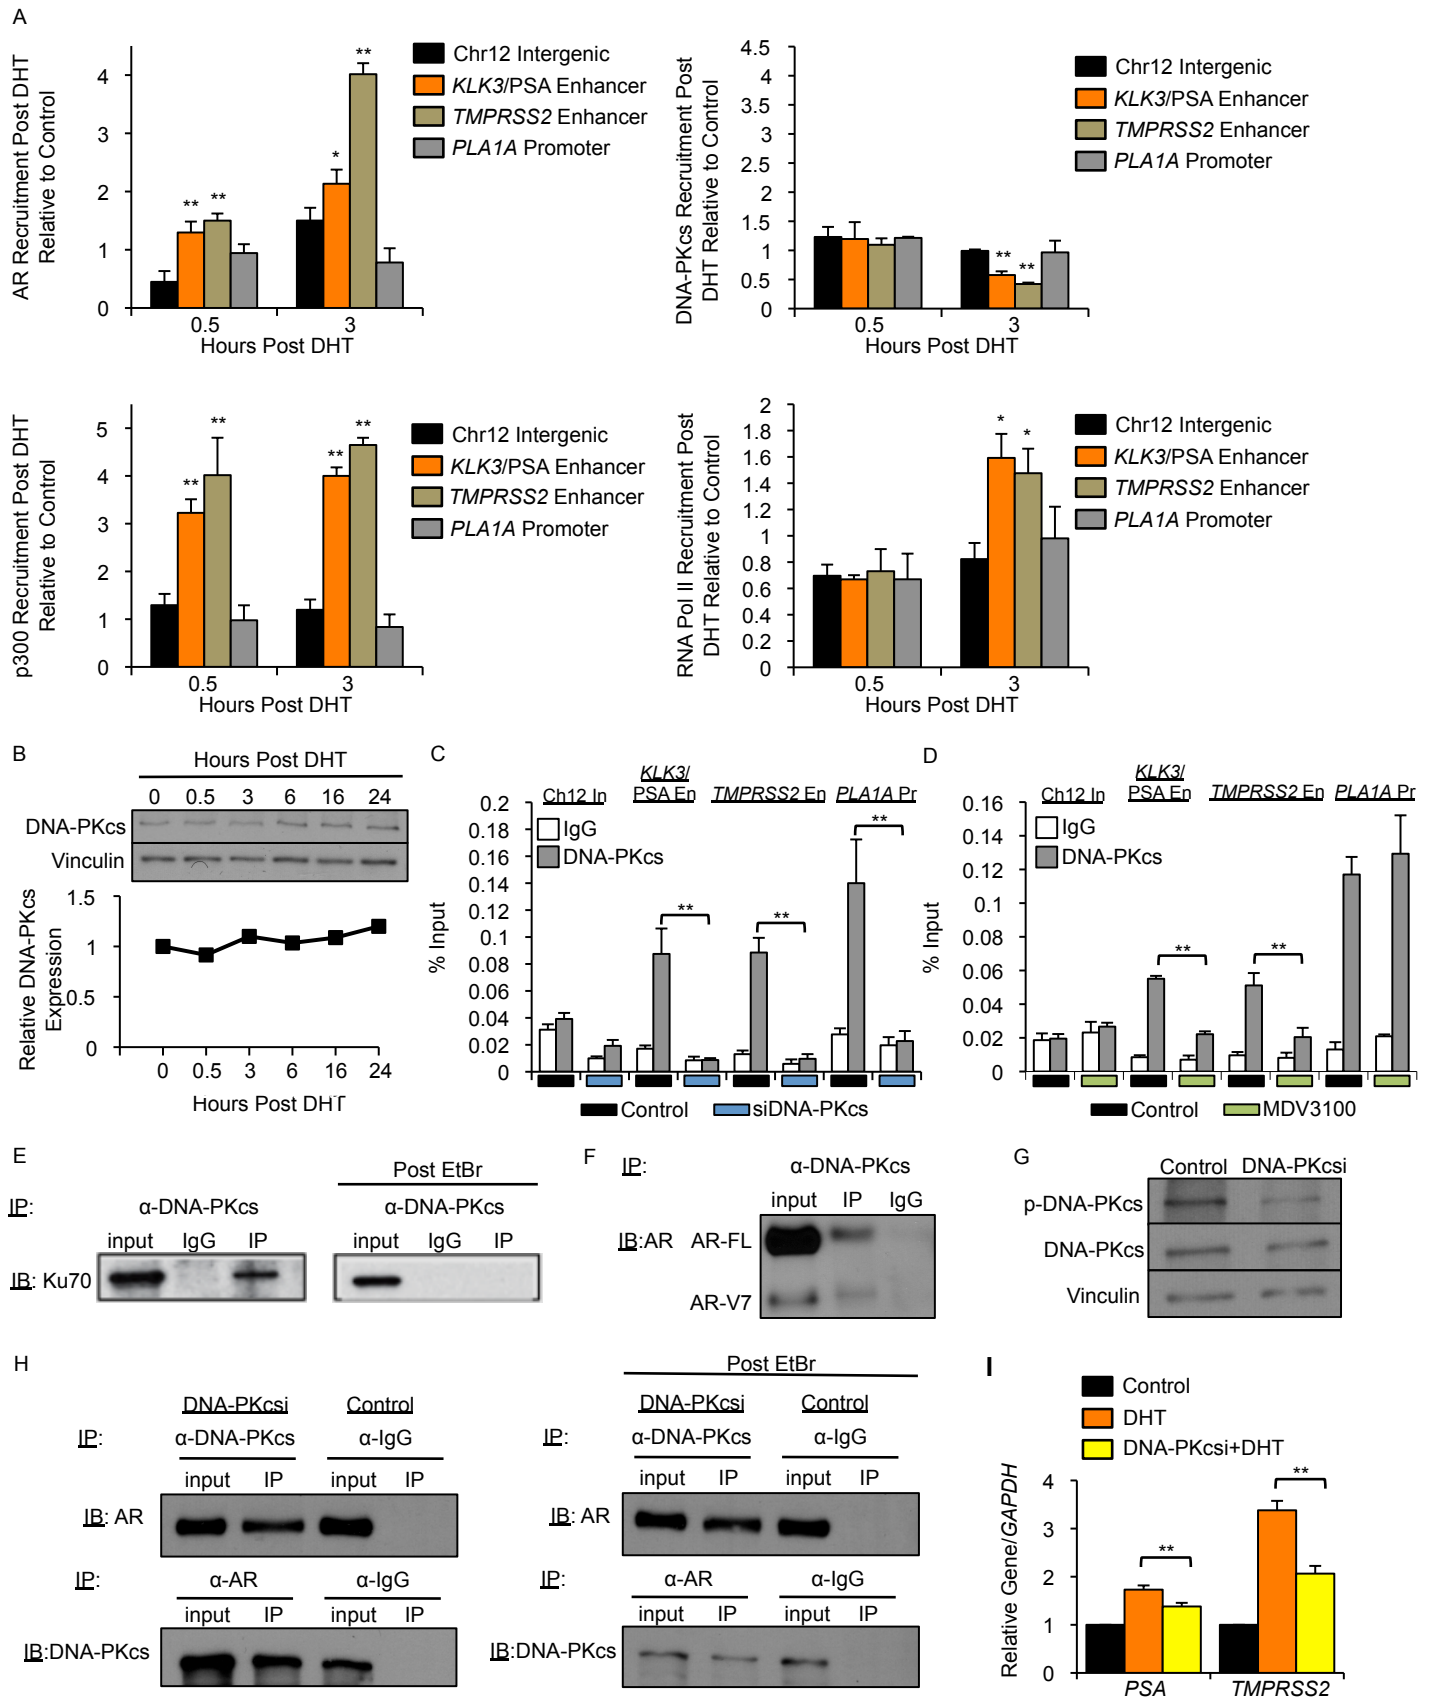 A
AR Recruitment Post DHT
Relative to Control
4
3
2
1
0
** ** * **
0.5 3
Hours Post DHT
Chr12 Intergenic
KLK3/PSA Enhancer
TMPRSS2 Enhancer
PLA1A Promoter
DNA-PKcs Recruitment Post
DHT Relative to Control
4.5
4
3.5
3
2.5
2
1.5
1
0.5
0
** **
0.5 3
Hours Post DHT
Chr12 Intergenic
KLK3/PSA Enhancer
TMPRSS2 Enhancer
PLA1A Promoter
p300 Recruitment Post DHT
Relative to Control
5
4
3
2
1
0
** ** ** **
0.5 3
Hours Post DHT
Chr12 Intergenic
KLK3/PSA Enhancer
TMPRSS2 Enhancer
PLA1A Promoter
RNA Pol II Recruitment Post
DHT Relative to Control
2
1.8
1.6
1.4
1.2
1
0.8
0.6
0.4
0.2
0
* *
0.5 3
Hours Post DHT
Chr12 Intergenic
KLK3/PSA Enhancer
TMPRSS2 Enhancer
PLA1A Promoter
B
Hours Post DHT
0 0.5 3 6 16 24
DNA-PKcs
Vinculin
Relative DNA-PKcs
Expression
1.5
1
0.5
0
0 0.5 3 6 16 24
Hours Post DHT
C
Ch12 In KLK3/ PSA En TMPRSS2 En PLA1A Pr
% Input
0.2
0.18
0.16
0.14
0.12
0.1
0.08
0.06
0.04
0.02
0
IgG
DNA-PKcs
** ** **
Control siDNA-PKcs
D
Ch12 In KLK3/ PSA En TMPRSS2 En PLA1A Pr
% Input
0.16
0.14
0.12
0.1
0.08
0.06
0.04
0.02
0
IgG
DNA-PKcs
** **
Control MDV3100
E
Post EtBr
IP: α-DNA-PKcs α-DNA-PKcs
input IgG IP input IgG IP
IB: Ku70
F
IP: α-DNA-PKcs
input IP IgG
IB:AR AR-FL
AR-V7
G
Control DNA-PKcsi
p-DNA-PKcs
DNA-PKcs
Vinculin
H
DNA-PKcsi Control
IP: α-DNA-PKcs α-IgG
input IP input IP
IB: AR
IP: α-AR α-IgG
input IP input IP
IB:DNA-PKcs
Post EtBr
DNA-PKcsi Control
IP: α-DNA-PKcs α-IgG
input IP input IP
IB: AR
IP: α-AR α-IgG
input IP input IP
IB:DNA-PKcs
I
Control
DHT
DNA-PKcsi+DHT
Relative Gene/GAPDH
4
3
2
1
0
** **
PSA TMPRSS2